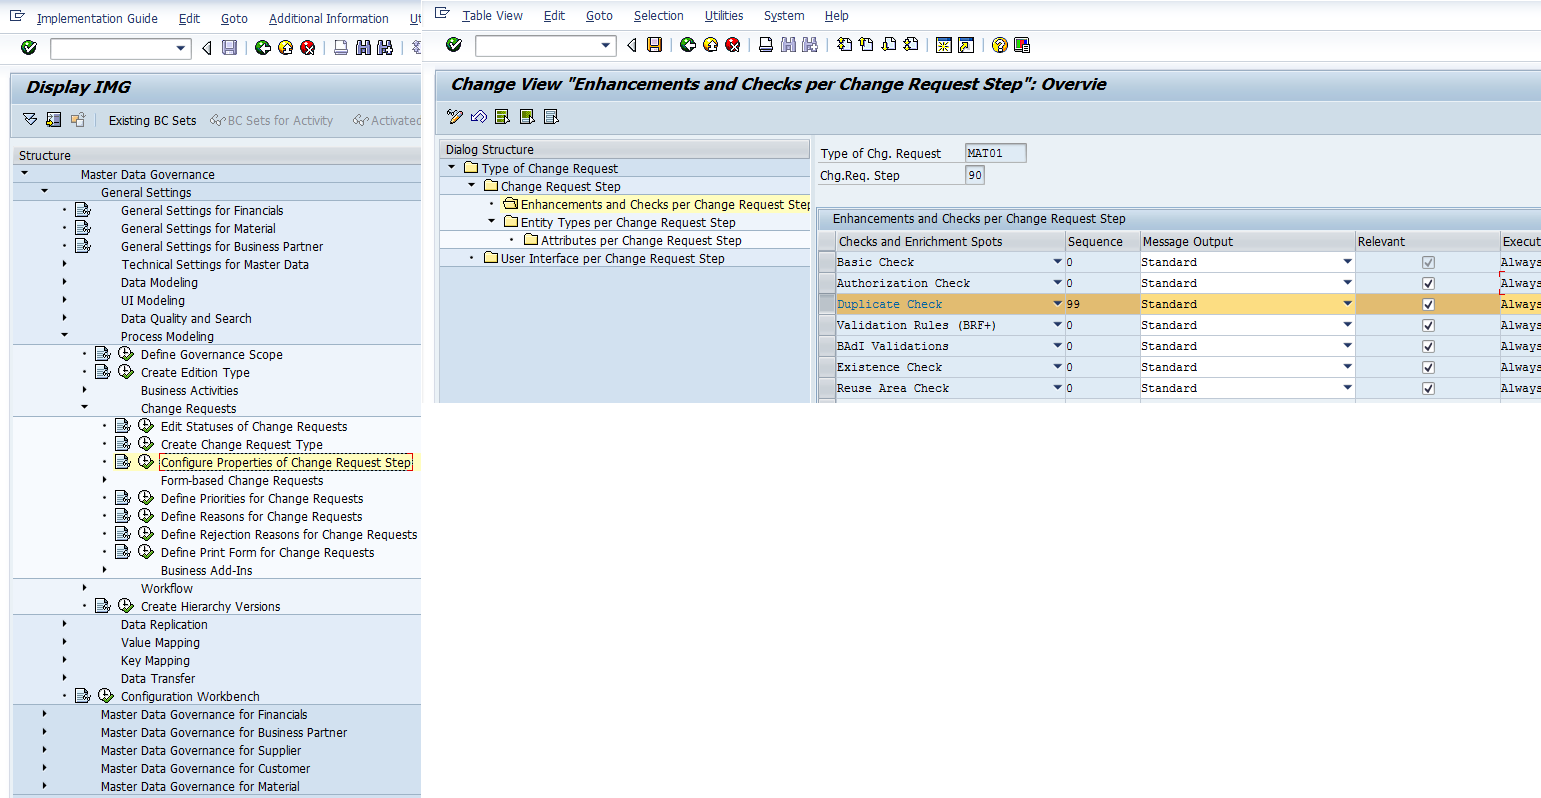 Implementation Guide Edit Goto Additional Information Ut
Display IMG
Existing BC Sets BC Sets for Activity Activated
Structure
Master Data Governance
General Settings
General Settings for Financials
General Settings for Material
General Settings for Business Partner
Technical Settings for Master Data
Data Modeling
UI Modeling
Data Quality and Search
Process Modeling
Define Governance Scope
Create Edition Type
Business Activities
Change Requests
Edit Statuses of Change Requests
Create Change Request Type
Configure Properties of Change Request Step
Form-based Change Requests
Define Priorities for Change Requests
Define Reasons for Change Requests
Define Rejection Reasons for Change Requests
Define Print Form for Change Requests
Business Add-Ins
Workflow
Create Hierarchy Versions
Data Replication
Value Mapping
Key Mapping
Data Transfer
Configuration Workbench
Master Data Governance for Financials
Master Data Governance for Business Partner
Master Data Governance for Supplier
Master Data Governance for Customer
Master Data Governance for Material
Table View Edit Goto Selection Utilities System Help
Change View "Enhancements and Checks per Change Request Step": Overvie
Dialog Structure
Type of Change Request
Change Request Step
Enhancements and Checks per Change Request Step
Entity Types per Change Request Step
Attributes per Change Request Step
User Interface per Change Request Step
Type of Chg. Request MAT01
Chg.Req. Step 90
Enhancements and Checks per Change Request Step
Checks and Enrichment Spots Sequence Message Output Relevant Execut
Basic Check 0 Standard Always
Authorization Check 0 Standard Always
Duplicate Check 99 Standard Always
Validation Rules (BRF+) 0 Standard Always
BAdI Validations 0 Standard Always
Existence Check 0 Standard Always
Reuse Area Check 0 Standard Always